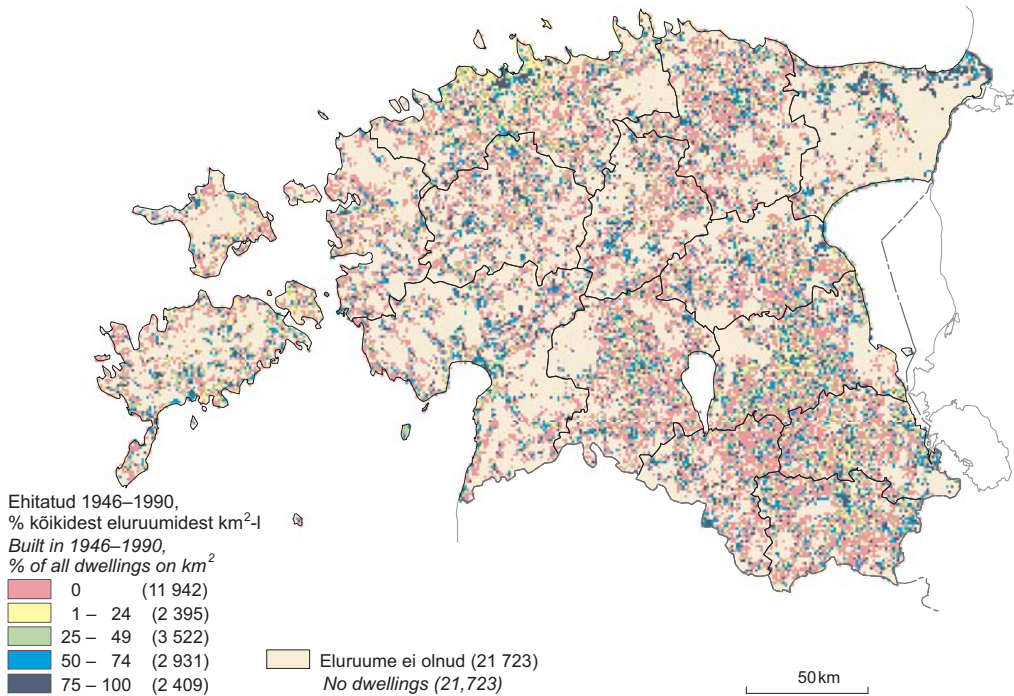 Ehitatud 1946–1990,
% kõikidest eluruumidest km²-l
Built in 1946–1990,
% of all dwellings on km²
0 (11 942)
1 – 24 (2 395)
25 – 49 (3 522)
50 – 74 (2 931)
75 – 100 (2 409)
Eluruume ei olnud (21 723)
No dwellings (21,723)
50 km